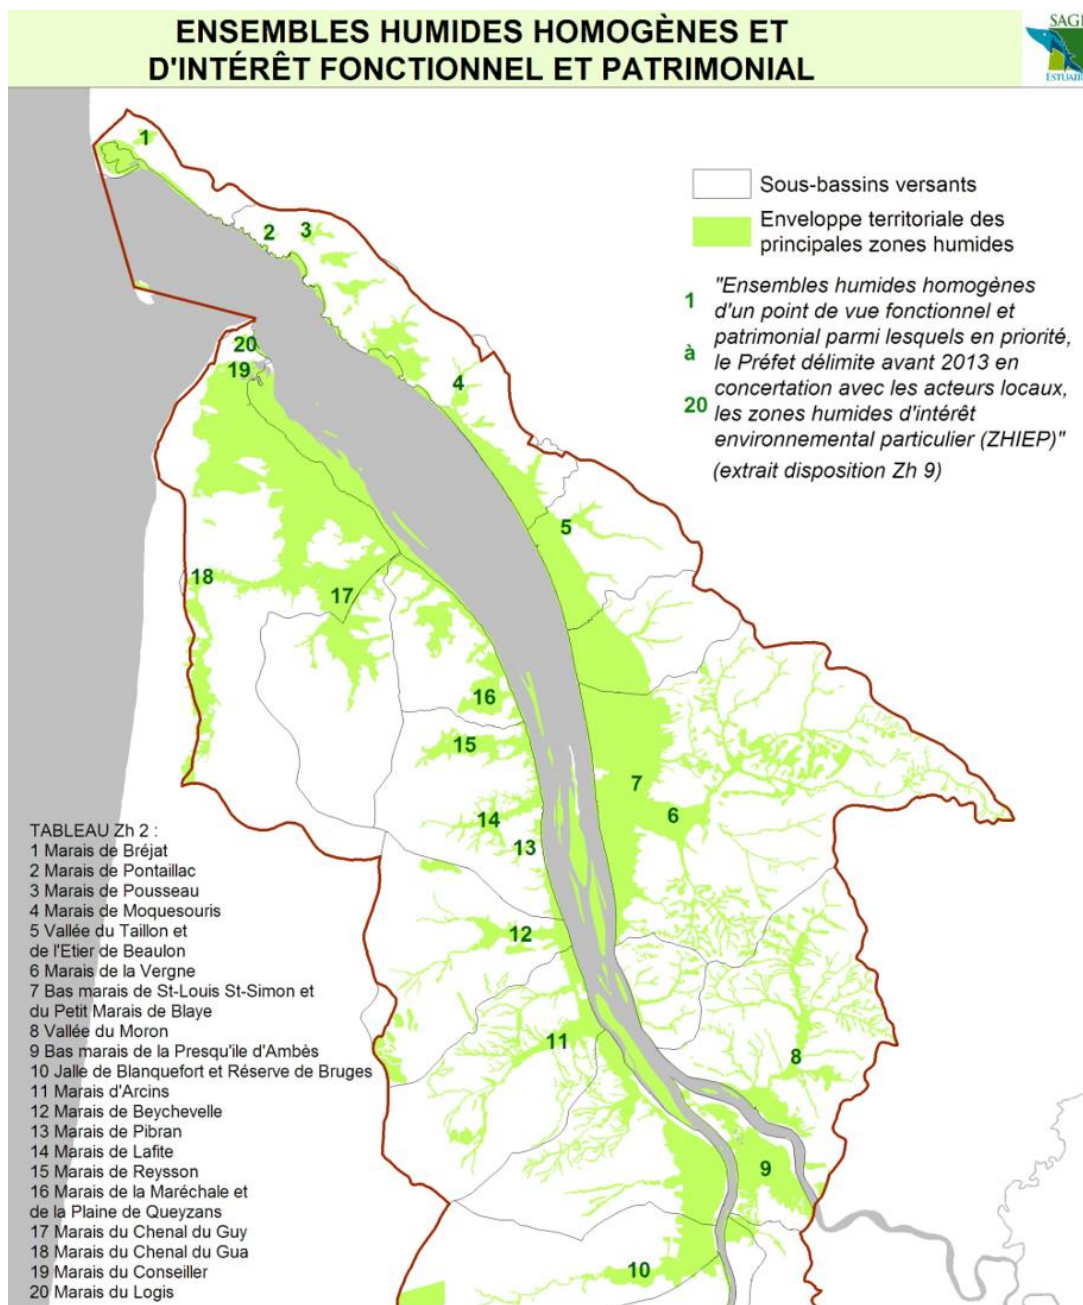 ENSEMBLES HUMIDES HOMOGÈNES ET
D'INTÉRÊT FONCTIONNEL ET PATRIMONIAL
SAGE
ESTUAIRE
Sous-bassins versants
Enveloppe territoriale des
principales zones humides
1 à 20
"Ensembles humides homogènes
d'un point de vue fonctionnel et
patrimonial parmi lesquels en priorité,
le Préfet délimite avant 2013 en
concertation avec les acteurs locaux,
les zones humides d'intérêt
environnemental particulier (ZHIEP)"
(extrait disposition Zh 9)
1
2
3
20
19
4
5
18
17
16
15
7
6
14
13
12
11
8
9
10
TABLEAU Zh 2 :
1 Marais de Bréjat
2 Marais de Pontaillac
3 Marais de Pousseau
4 Marais de Moquesouris
5 Vallée du Taillon et
de l'Etier de Beaulon
6 Marais de la Vergne
7 Bas marais de St-Louis St-Simon et
du Petit Marais de Blaye
8 Vallée du Moron
9 Bas marais de la Presqu'ile d'Ambès
10 Jalle de Blanquefort et Réserve de Bruges
11 Marais d'Arcins
12 Marais de Beychevelle
13 Marais de Pibran
14 Marais de Lafite
15 Marais de Reysson
16 Marais de la Maréchale et
de la Plaine de Queyzans
17 Marais du Chenal du Guy
18 Marais du Chenal du Gua
19 Marais du Conseiller
20 Marais du Logis